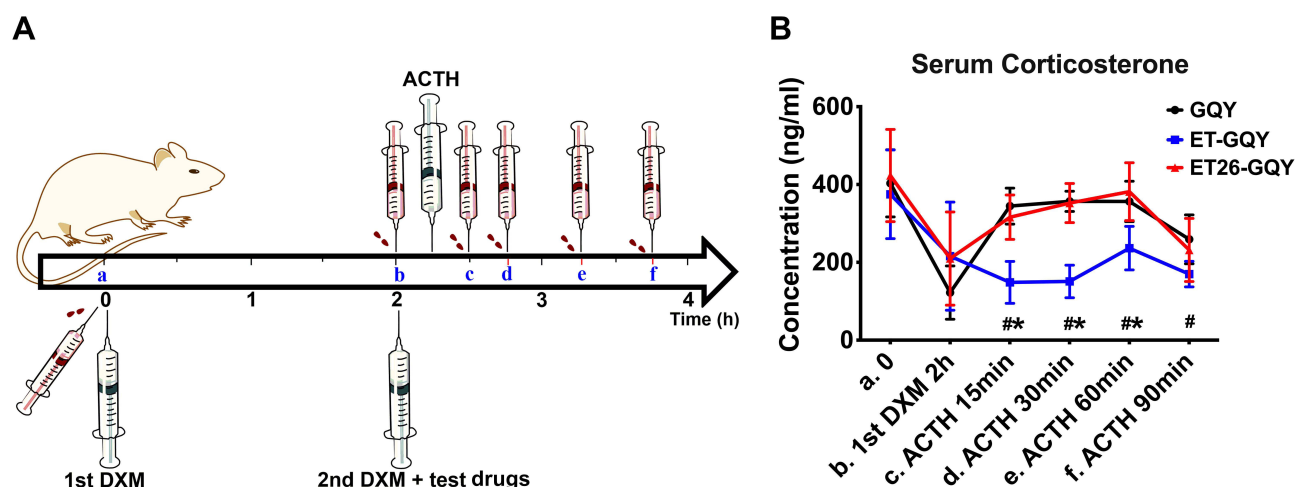 A
ACTH
a
b
c
d
e
f
0
1
2
3
4
Time (h)
1st DXM
2nd DXM + test drugs
B
Serum Corticosterone
Concentration (ng/ml)
600
400
200
0
GQY
ET-GQY
ET26-GQY
#*
#*
#*
#
a. 0
b. 1st DXM 2h
c. ACTH 15min
d. ACTH 30min
e. ACTH 60min
f. ACTH 90min